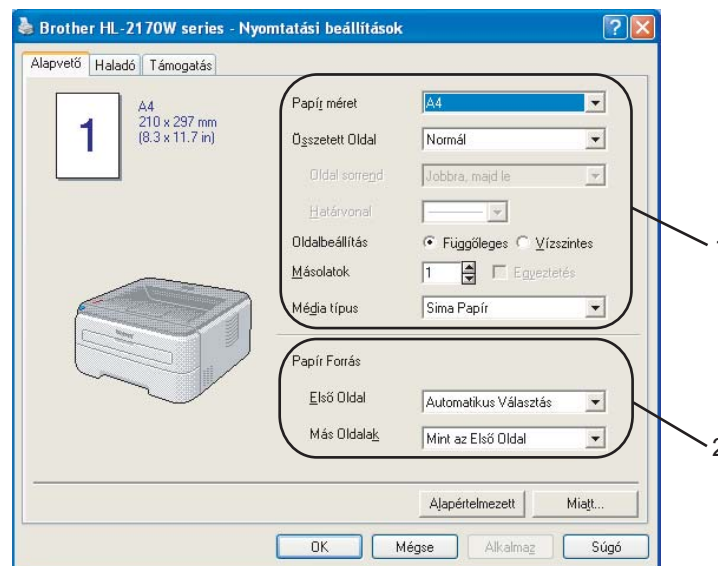 Brother HL-2170W series - Nyomtatási beállítások
Alapvető Haladó Támogatás
1
A4
210 x 297 mm
(8.3 x 11.7 in)
Papír méret A4
Összetett Oldal Normál
Oldal sorrend Jobbra, majd le
Határvonal
Oldalbeállítás Függőleges Vízszintes
Másolatok 1 Egyeztetés
Média típus Sima Papír
1
Papír Forrás
Első Oldal Automatikus Választás
Más Oldalak Mint az Első Oldal
2
Alapértelmezett Miatt...
OK Mégse Alkalmaz Súgó